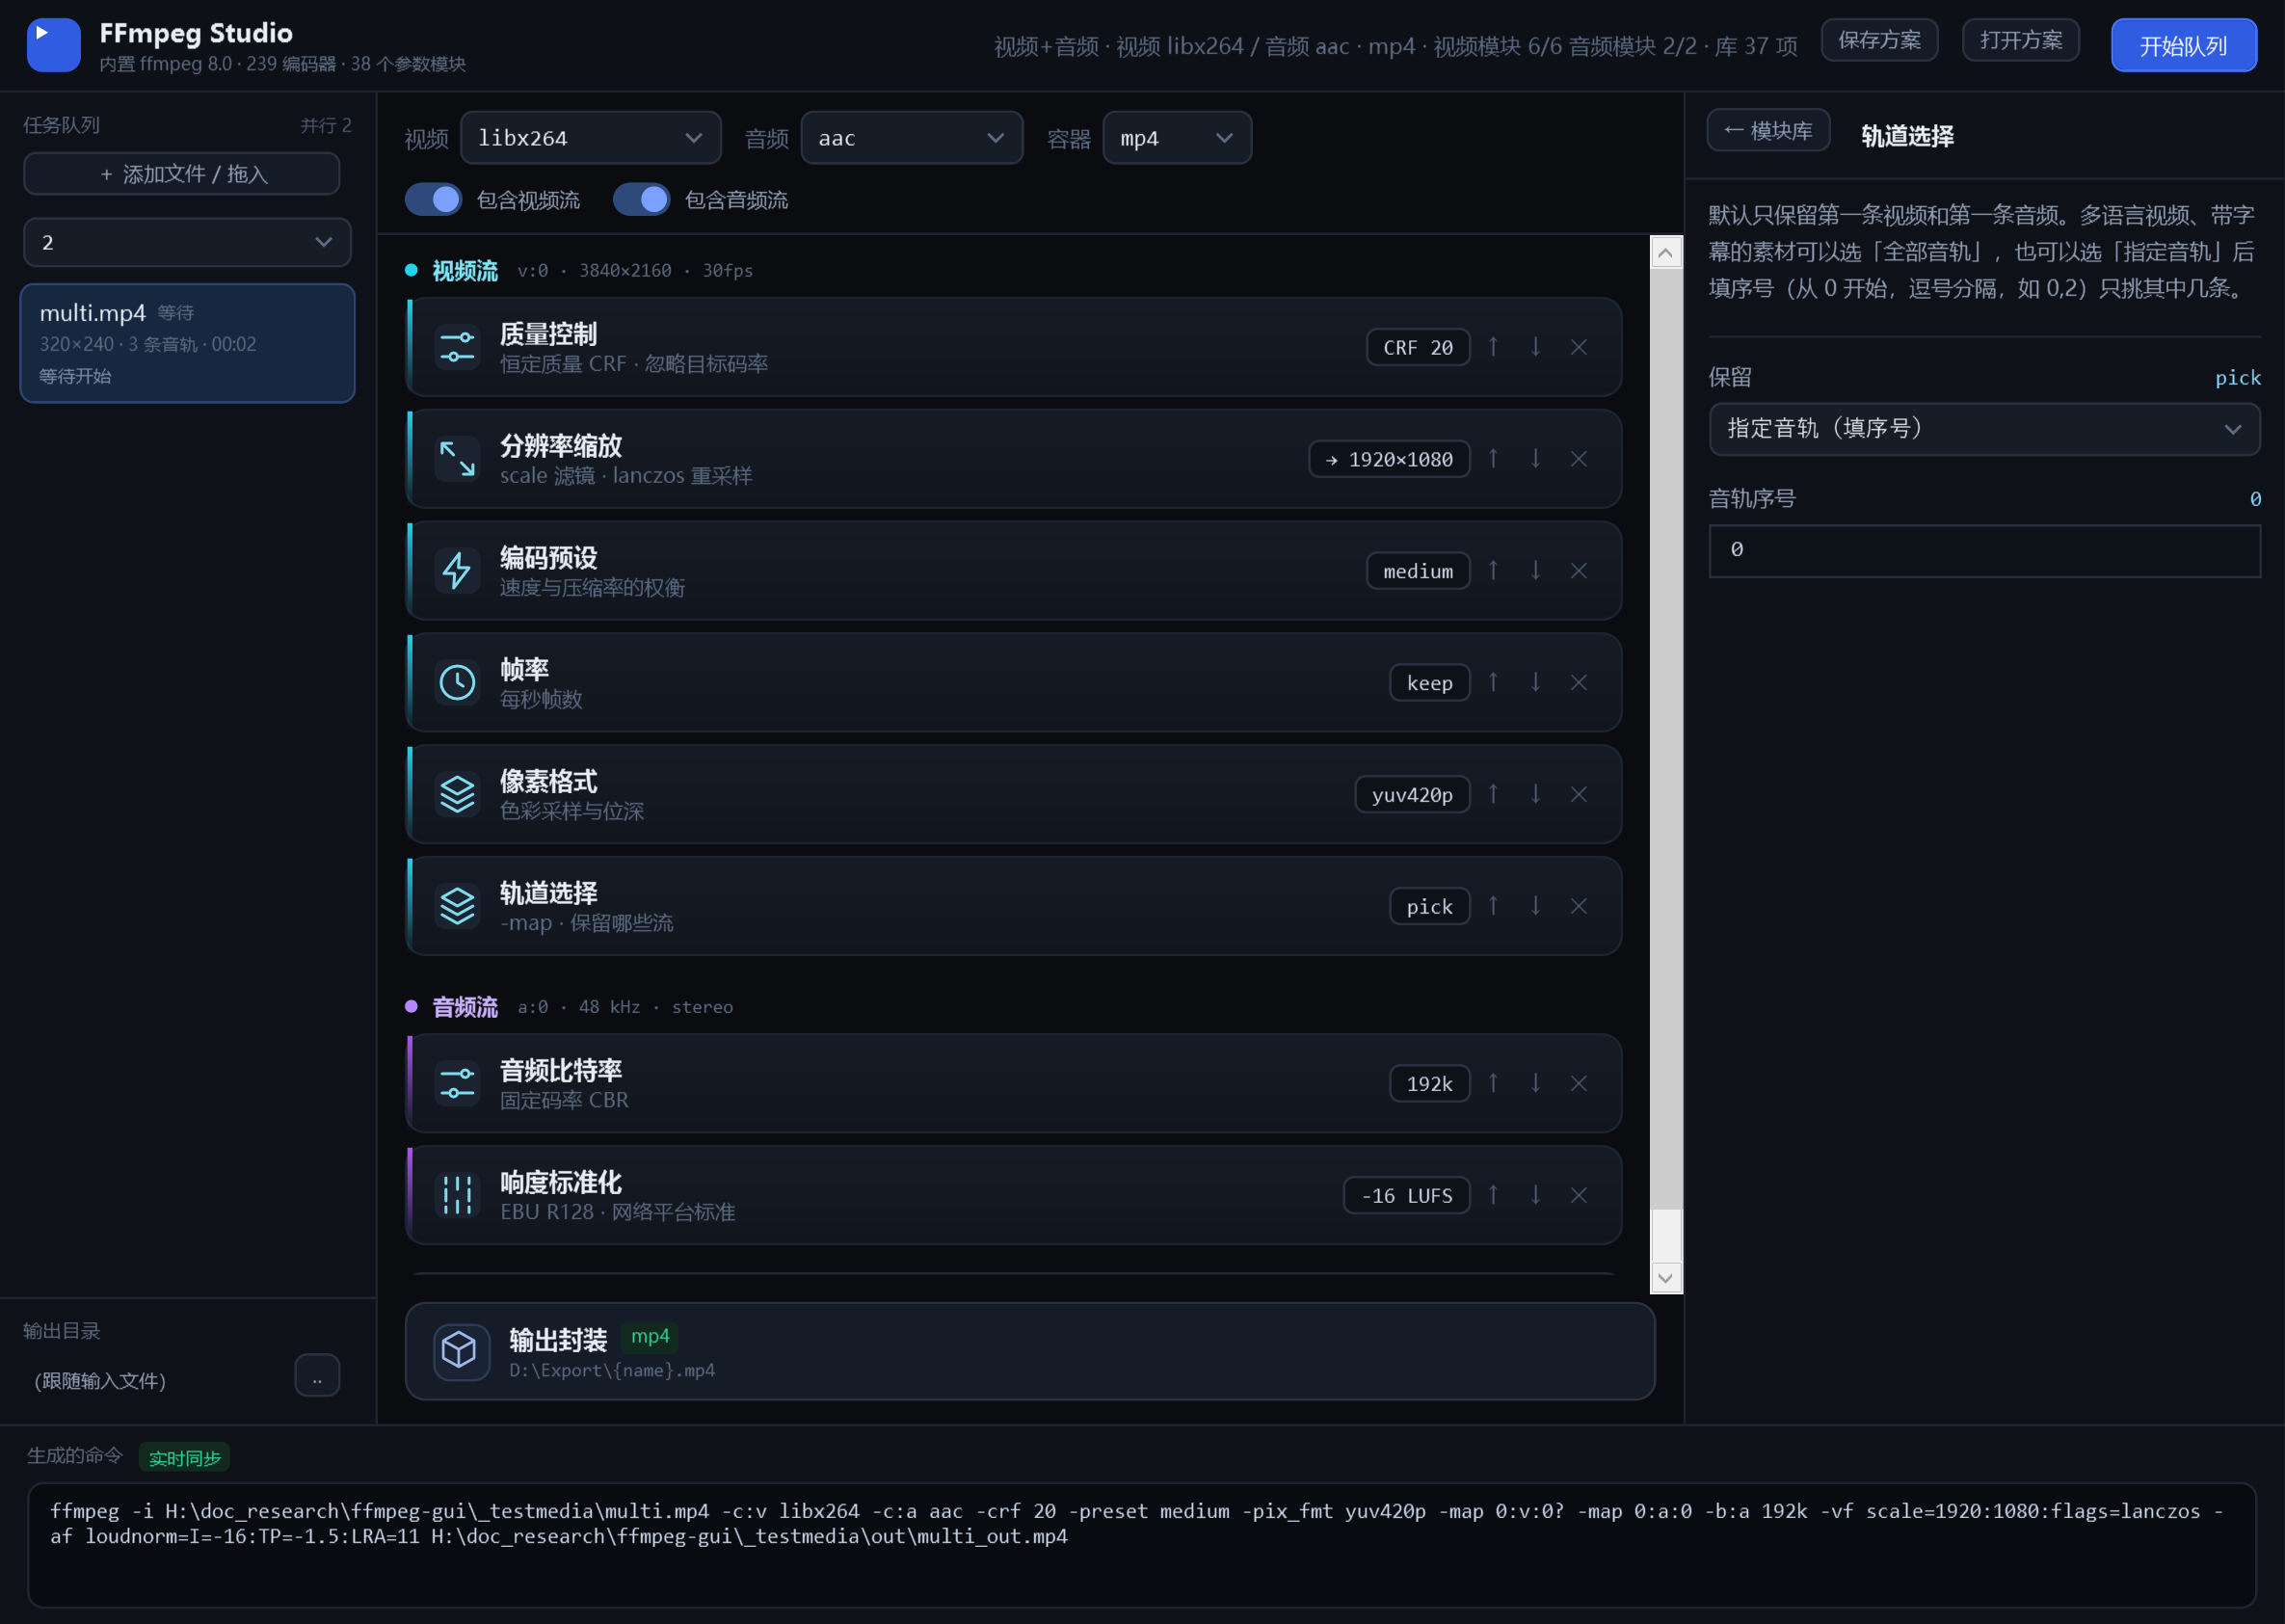 FFmpeg Studio
内置 ffmpeg 8.0 · 239 编码器 · 38 个参数模块
视频+音频 · 视频 libx264 / 音频 aac · mp4 · 视频模块 6/6 音频模块 2/2 · 库 37 项
保存方案
打开方案
开始队列
任务队列
并行 2
+ 添加文件 / 拖入
2
multi.mp4 等待
320×240 · 3 条音轨 · 00:02
等待开始
输出目录
(跟随输入文件)
..
视频 libx264
音频 aac
容器 mp4
包含视频流
包含音频流
视频流 v:0 · 3840×2160 · 30fps
质量控制
恒定质量 CRF · 忽略目标码率
CRF 20 ↑ ↓ ×
分辨率缩放
scale 滤镜 · lanczos 重采样
→ 1920×1080 ↑ ↓ ×
编码预设
速度与压缩率的权衡
medium ↑ ↓ ×
帧率
每秒帧数
keep ↑ ↓ ×
像素格式
色彩采样与位深
yuv420p ↑ ↓ ×
轨道选择
-map · 保留哪些流
pick ↑ ↓ ×
音频流 a:0 · 48 kHz · stereo
音频比特率
固定码率 CBR
192k ↑ ↓ ×
响度标准化
EBU R128 · 网络平台标准
-16 LUFS ↑ ↓ ×
输出封装 mp4
D:\Export\{name}.mp4
← 模块库
轨道选择
默认只保留第一条视频和第一条音频。多语言视频、带字
幕的素材可以选「全部音轨」，也可以选「指定音轨」后
填序号（从 0 开始，逗号分隔，如 0,2）只挑其中几条。
保留 pick
指定音轨（填序号）
音轨序号 0
0
生成的命令 实时同步
ffmpeg -i H:\doc_research\ffmpeg-gui\_testmedia\multi.mp4 -c:v libx264 -c:a aac -crf 20 -preset medium -pix_fmt yuv420p -map 0:v:0? -map 0:a:0 -b:a 192k -vf scale=1920:1080:flags=lanczos -
af loudnorm=I=-16:TP=-1.5:LRA=11 H:\doc_research\ffmpeg-gui\_testmedia\out\multi_out.mp4